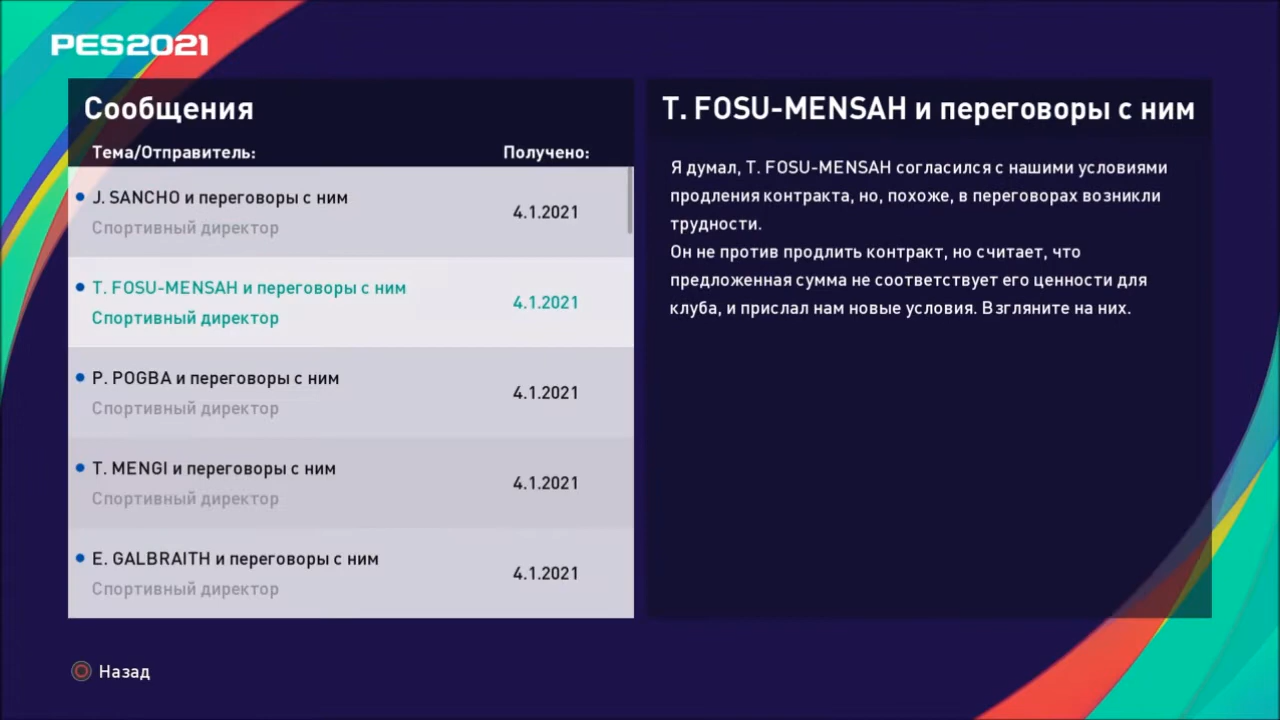 PES2021
Сообщения
Тема/Отправитель: Получено:
J. SANCHO и переговоры с ним
Спортивный директор
4.1.2021
T. FOSU-MENSAH и переговоры с ним
Спортивный директор
4.1.2021
P. POGBA и переговоры с ним
Спортивный директор
4.1.2021
T. MENGI и переговоры с ним
Спортивный директор
4.1.2021
E. GALBRAITH и переговоры с ним
Спортивный директор
4.1.2021
T. FOSU-MENSAH и переговоры с ним
Я думал, T. FOSU-MENSAH согласился с нашими условиями
продления контракта, но, похоже, в переговорах возникли
трудности.
Он не против продлить контракт, но считает, что
предложенная сумма не соответствует его ценности для
клуба, и прислал нам новые условия. Взгляните на них.
Назад